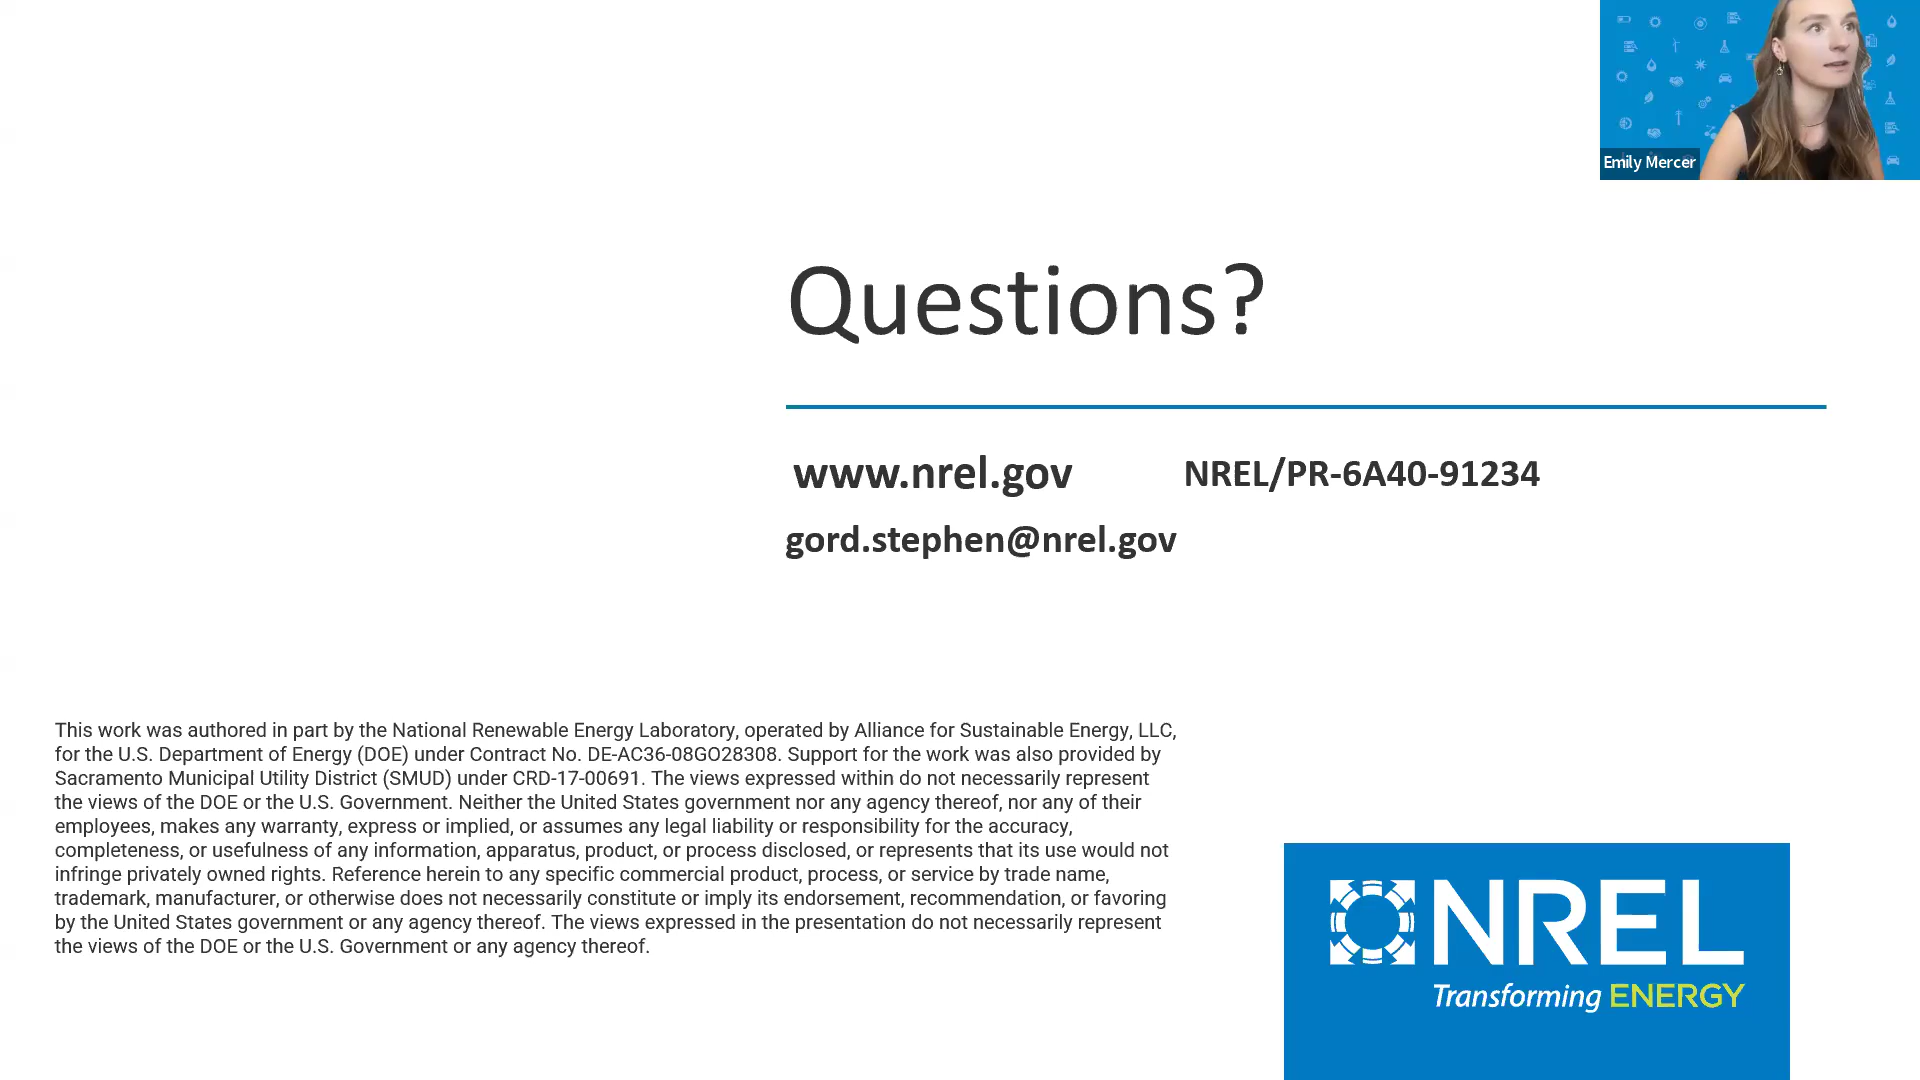 Emily Mercer
Questions?
www.nrel.gov
NREL/PR-6A40-91234
gord.stephen@nrel.gov
This work was authored in part by the National Renewable Energy Laboratory, operated by Alliance for Sustainable Energy, LLC,
for the U.S. Department of Energy (DOE) under Contract No. DE-AC36-08GO28308. Support for the work was also provided by
Sacramento Municipal Utility District (SMUD) under CRD-17-00691. The views expressed within do not necessarily represent
the views of the DOE or the U.S. Government. Neither the United States government nor any agency thereof, nor any of their
employees, makes any warranty, express or implied, or assumes any legal liability or responsibility for the accuracy,
completeness, or usefulness of any information, apparatus, product, or process disclosed, or represents that its use would not
infringe privately owned rights. Reference herein to any specific commercial product, process, or service by trade name,
trademark, manufacturer, or otherwise does not necessarily constitute or imply its endorsement, recommendation, or favoring
by the United States government or any agency thereof. The views expressed in the presentation do not necessarily represent
the views of the DOE or the U.S. Government or any agency thereof.
NREL
Transforming ENERGY